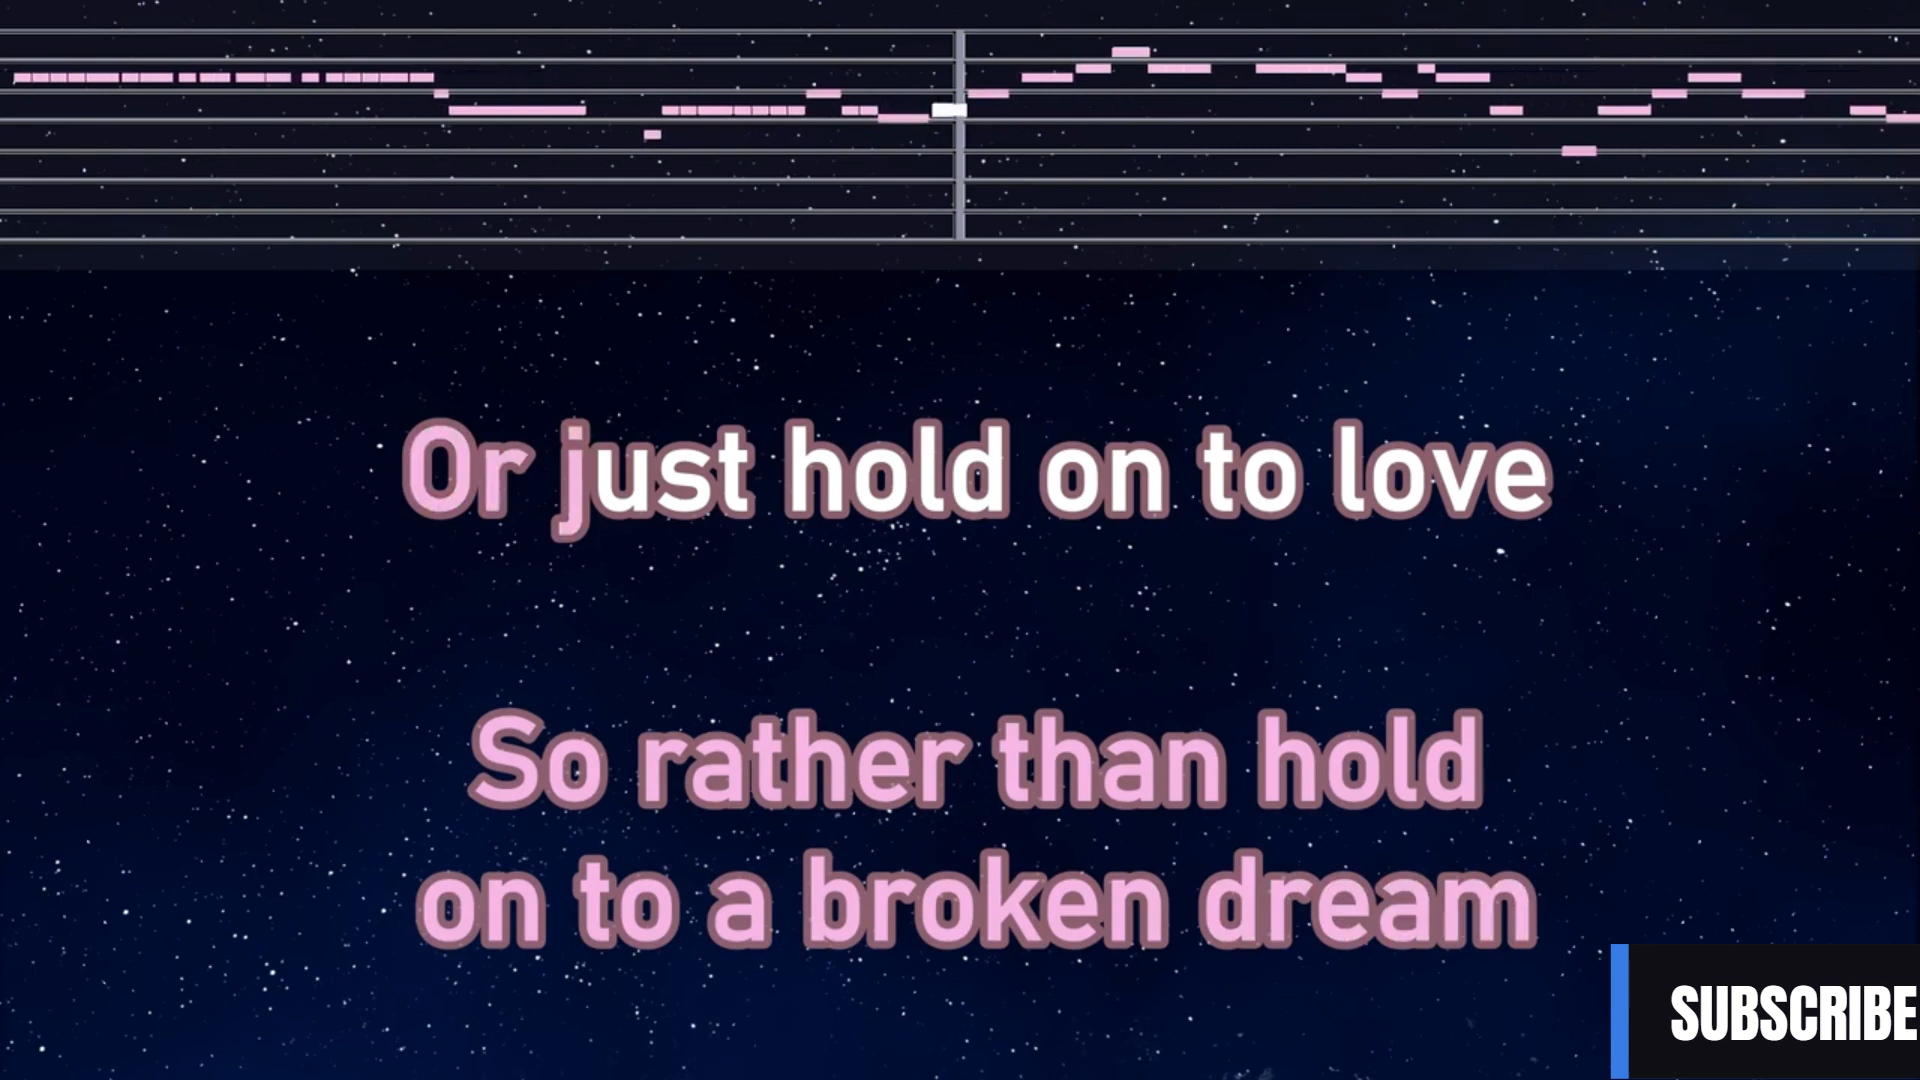 Or just hold on to love
So rather than hold
on to a broken dream
SUBSCRIBE